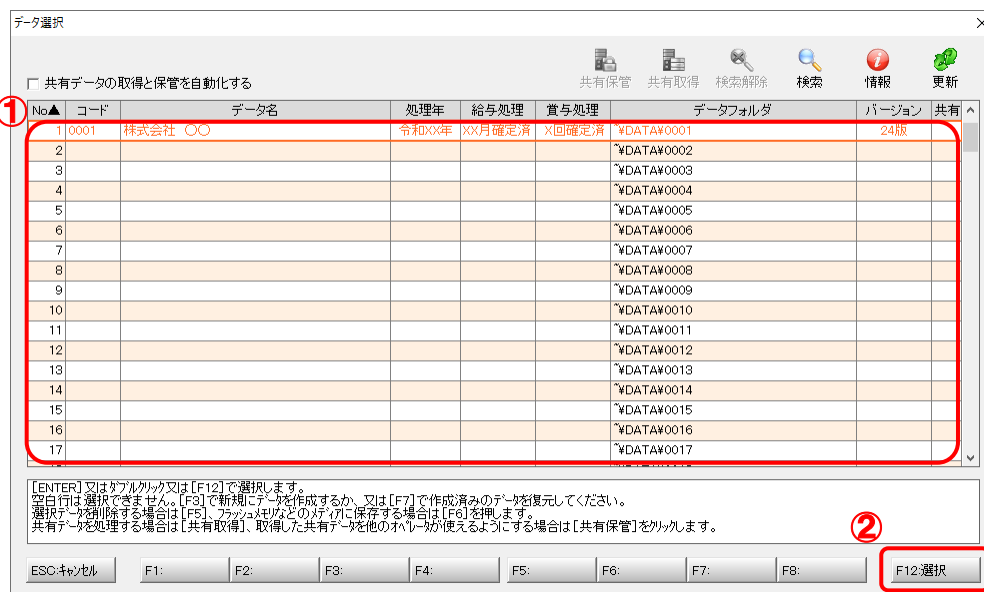 データ選択
共有データの取得と保管を自動化する
共有保管 共有取得 検索解除 検索 情報 更新
①
No▲ コード データ名 処理年 給与処理 賞与処理 データフォルダ バージョン 共有
1 0001 株式会社 〇〇 令和XX年 XX月確定済 X回確定済 ~¥DATA¥0001 24版
2 ~¥DATA¥0002
3 ~¥DATA¥0003
4 ~¥DATA¥0004
5 ~¥DATA¥0005
6 ~¥DATA¥0006
7 ~¥DATA¥0007
8 ~¥DATA¥0008
9 ~¥DATA¥0009
10 ~¥DATA¥0010
11 ~¥DATA¥0011
12 ~¥DATA¥0012
13 ~¥DATA¥0013
14 ~¥DATA¥0014
15 ~¥DATA¥0015
16 ~¥DATA¥0016
17 ~¥DATA¥0017
[ENTER]又はダブルクリック又は[F12]で選択します。
空白行は選択できません。[F3]で新規にデータを作成するか、又は[F7]で作成済みのデータを復元してください。
選択データを削除する場合は[F5]、フラッシュメモリなどのメディアに保存する場合は[F6]を押します。
共有データを処理する場合は[共有取得]、取得した共有データを他のオペレータが使えるようにする場合は[共有保管]をクリックします。
②
ESC:キャンセル F1: F2: F3: F4: F5: F6: F7: F8: F12:選択